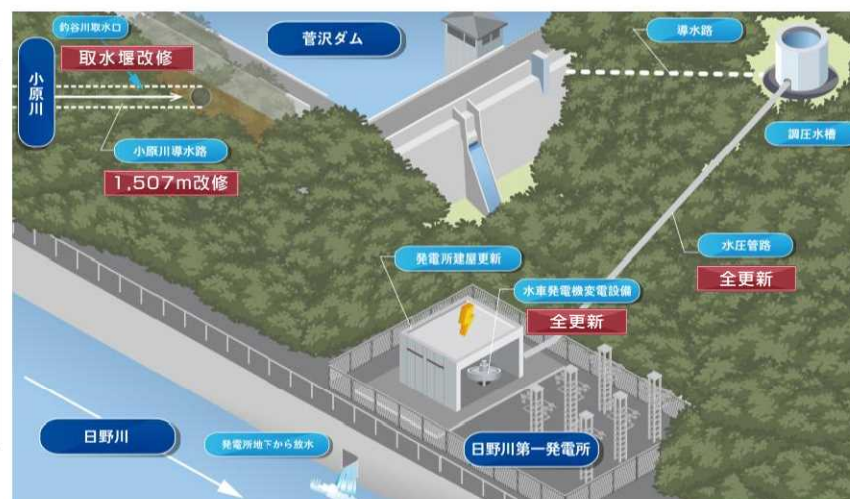 釣谷川取水口
取水堰改修
小原川
小原川導水路
1,507m改修
菅沢ダム
導水路
調圧水槽
水圧管路
全更新
発電所建屋更新
水車発電機変電設備
全更新
日野川
発電所地下から放水
日野川第一発電所